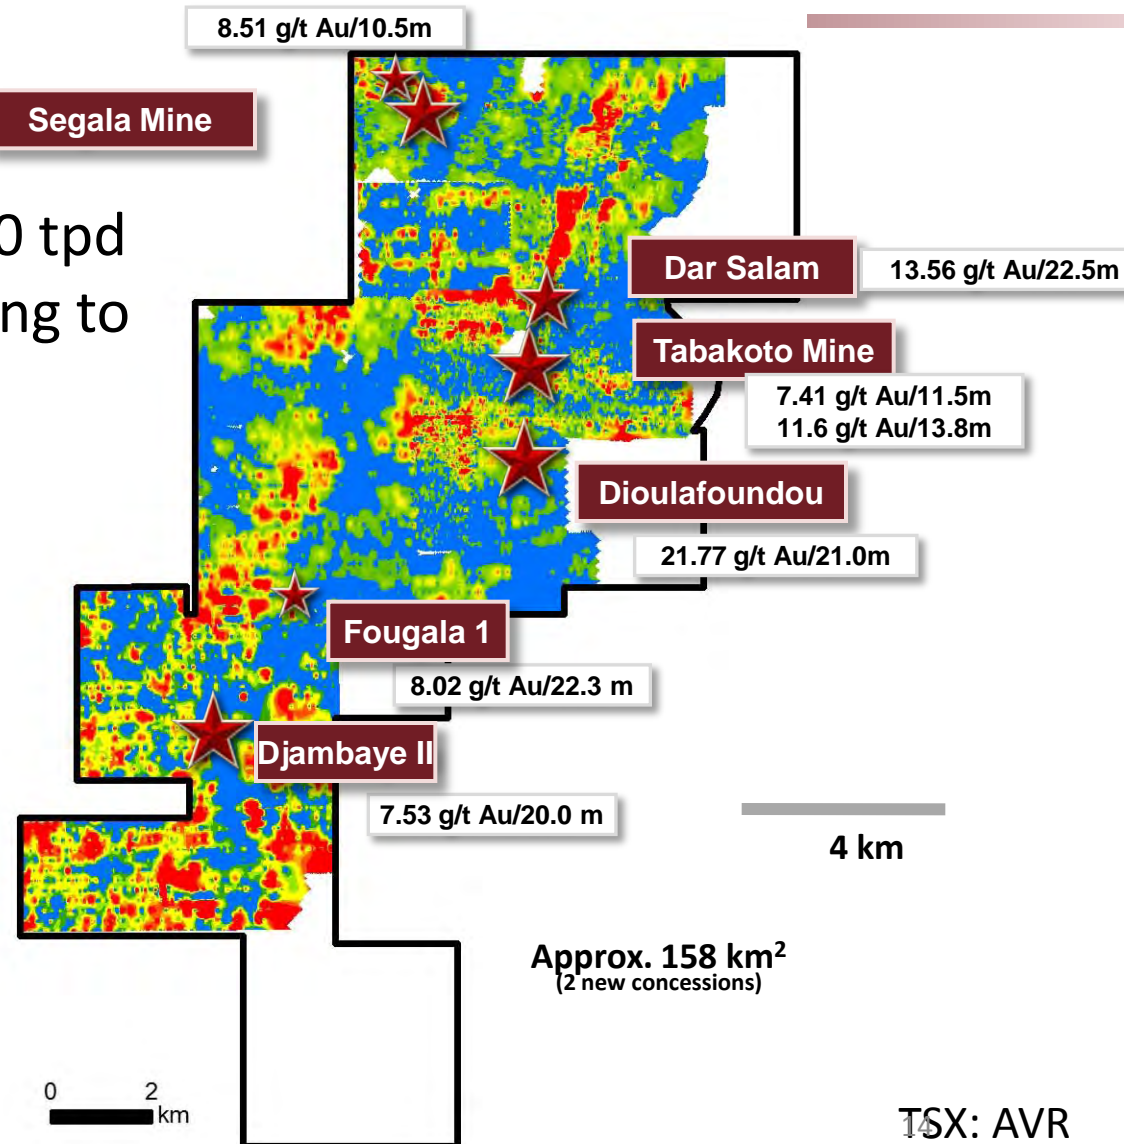 8.51 g/t Au/10.5m
Segala Mine
0 tpd
ng to
Dar Salam
13.56 g/t Au/22.5m
Tabakoto Mine
7.41 g/t Au/11.5m
11.6 g/t Au/13.8m
Dioulafoundou
21.77 g/t Au/21.0m
Fougala 1
8.02 g/t Au/22.3 m
Djambaye II
7.53 g/t Au/20.0 m
4 km
Approx. 158 km²
(2 new concessions)
0 2
km
TSX: AVR
14